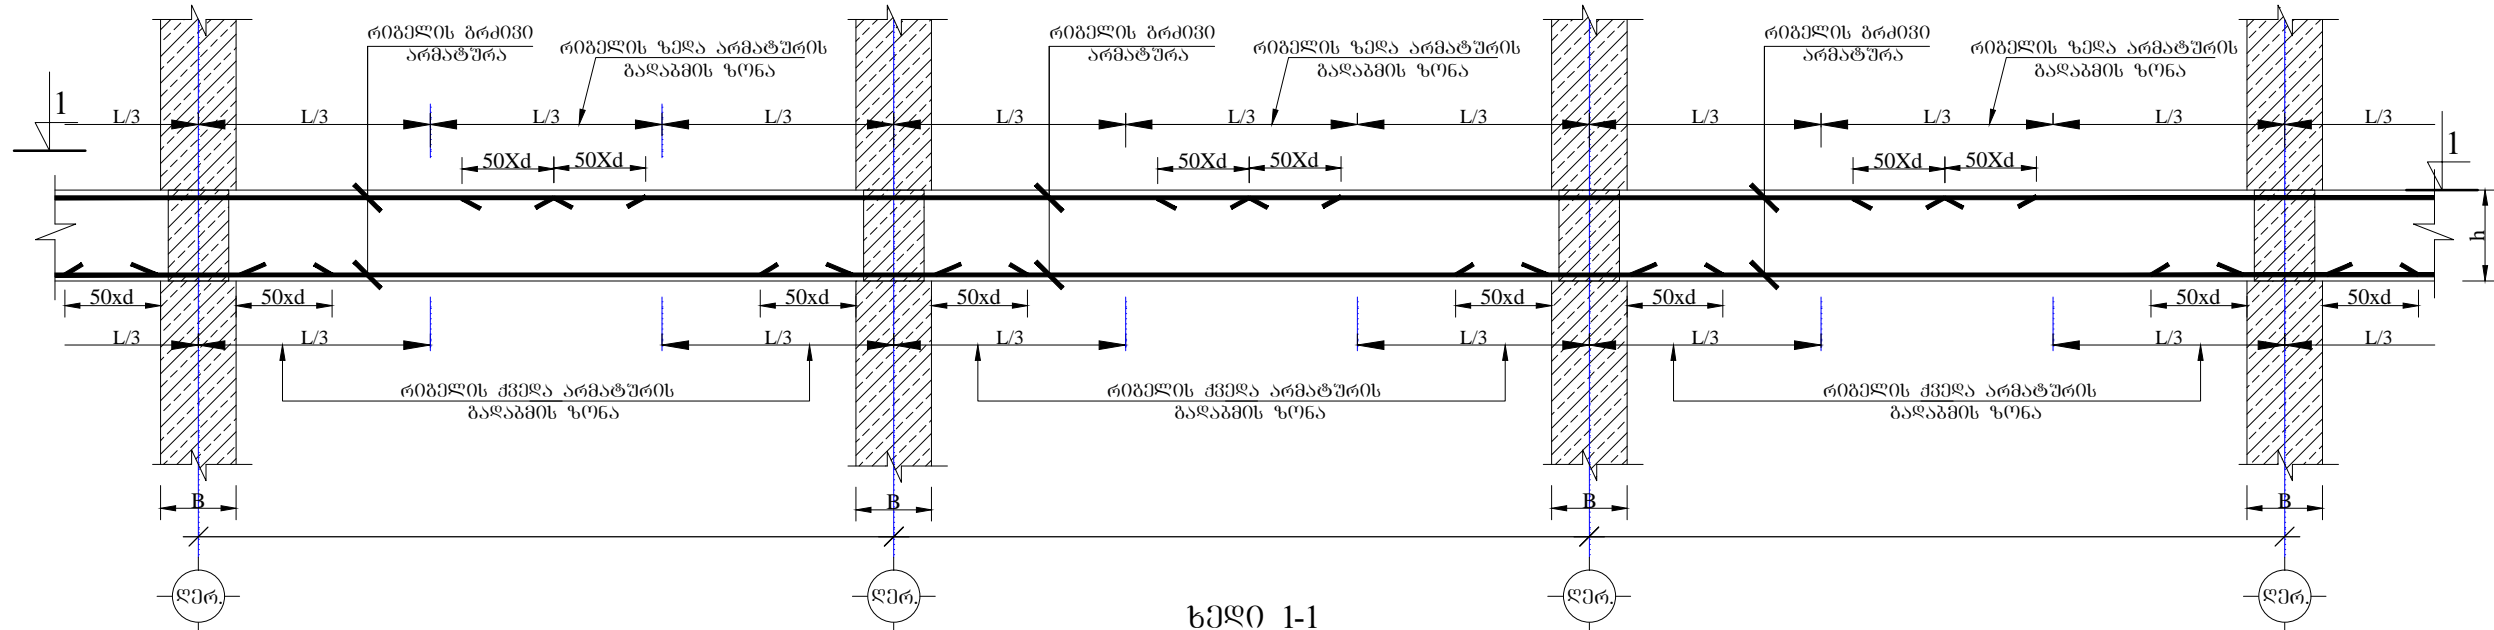 რიგელის გრძივი
არმატურა
რიგელის ზედა არმატურის
გადაბმის ზონა
რიგელის გრძივი
არმატურა
რიგელის ზედა არმატურის
გადაბმის ზონა
რიგელის გრძივი
არმატურა
რიგელის ზედა არმატურის
გადაბმის ზონა
1
L/3 L/3 L/3 L/3 L/3 L/3 L/3 L/3 L/3 L/3 L/3
1
50Xd 50Xd 50Xd 50Xd 50Xd 50Xd
h
50xd 50xd 50xd 50xd 50xd 50xd 50xd 50xd
L/3 L/3 L/3 L/3 L/3 L/3 L/3 L/3
რიგელის ქვედა არმატურის
გადაბმის ზონა
რიგელის ქვედა არმატურის
გადაბმის ზონა
რიგელის ქვედა არმატურის
გადაბმის ზონა
B B B B
ღერ. ღერ. ღერ. ღერ.
ხედი 1-1